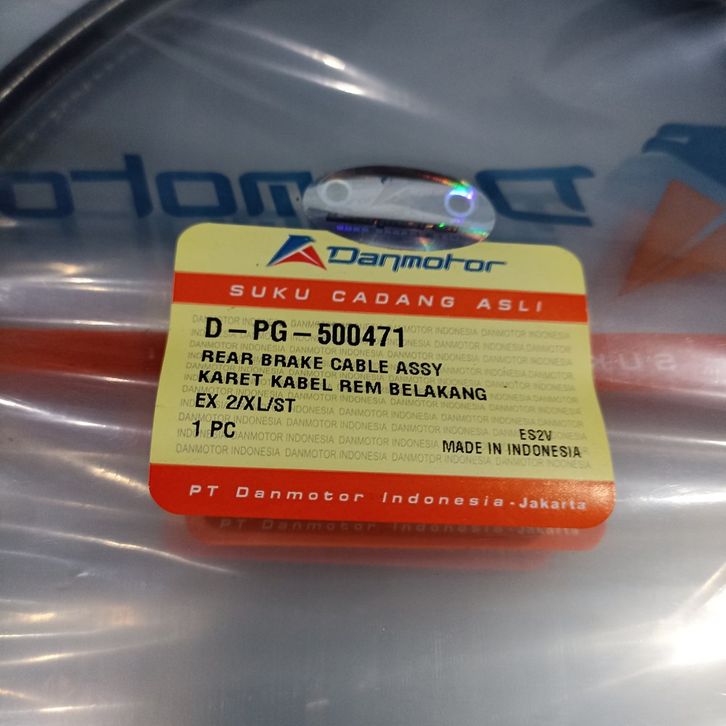 Danmotor
SUKU CADANG ASLI
D-PG-500471
REAR BRAKE CABLE ASSY
KARET KABEL REM BELAKANG
EX 2/XL/ST
1 PC
ES2V
MADE IN INDONESIA
PT Danmotor Indonesia - Jakarta